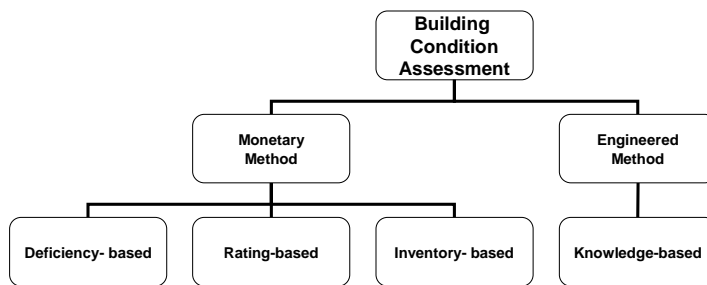 Building
Condition
Assessment
Monetary
Method
Engineered
Method
Deficiency- based
Rating-based
Inventory- based
Knowledge-based